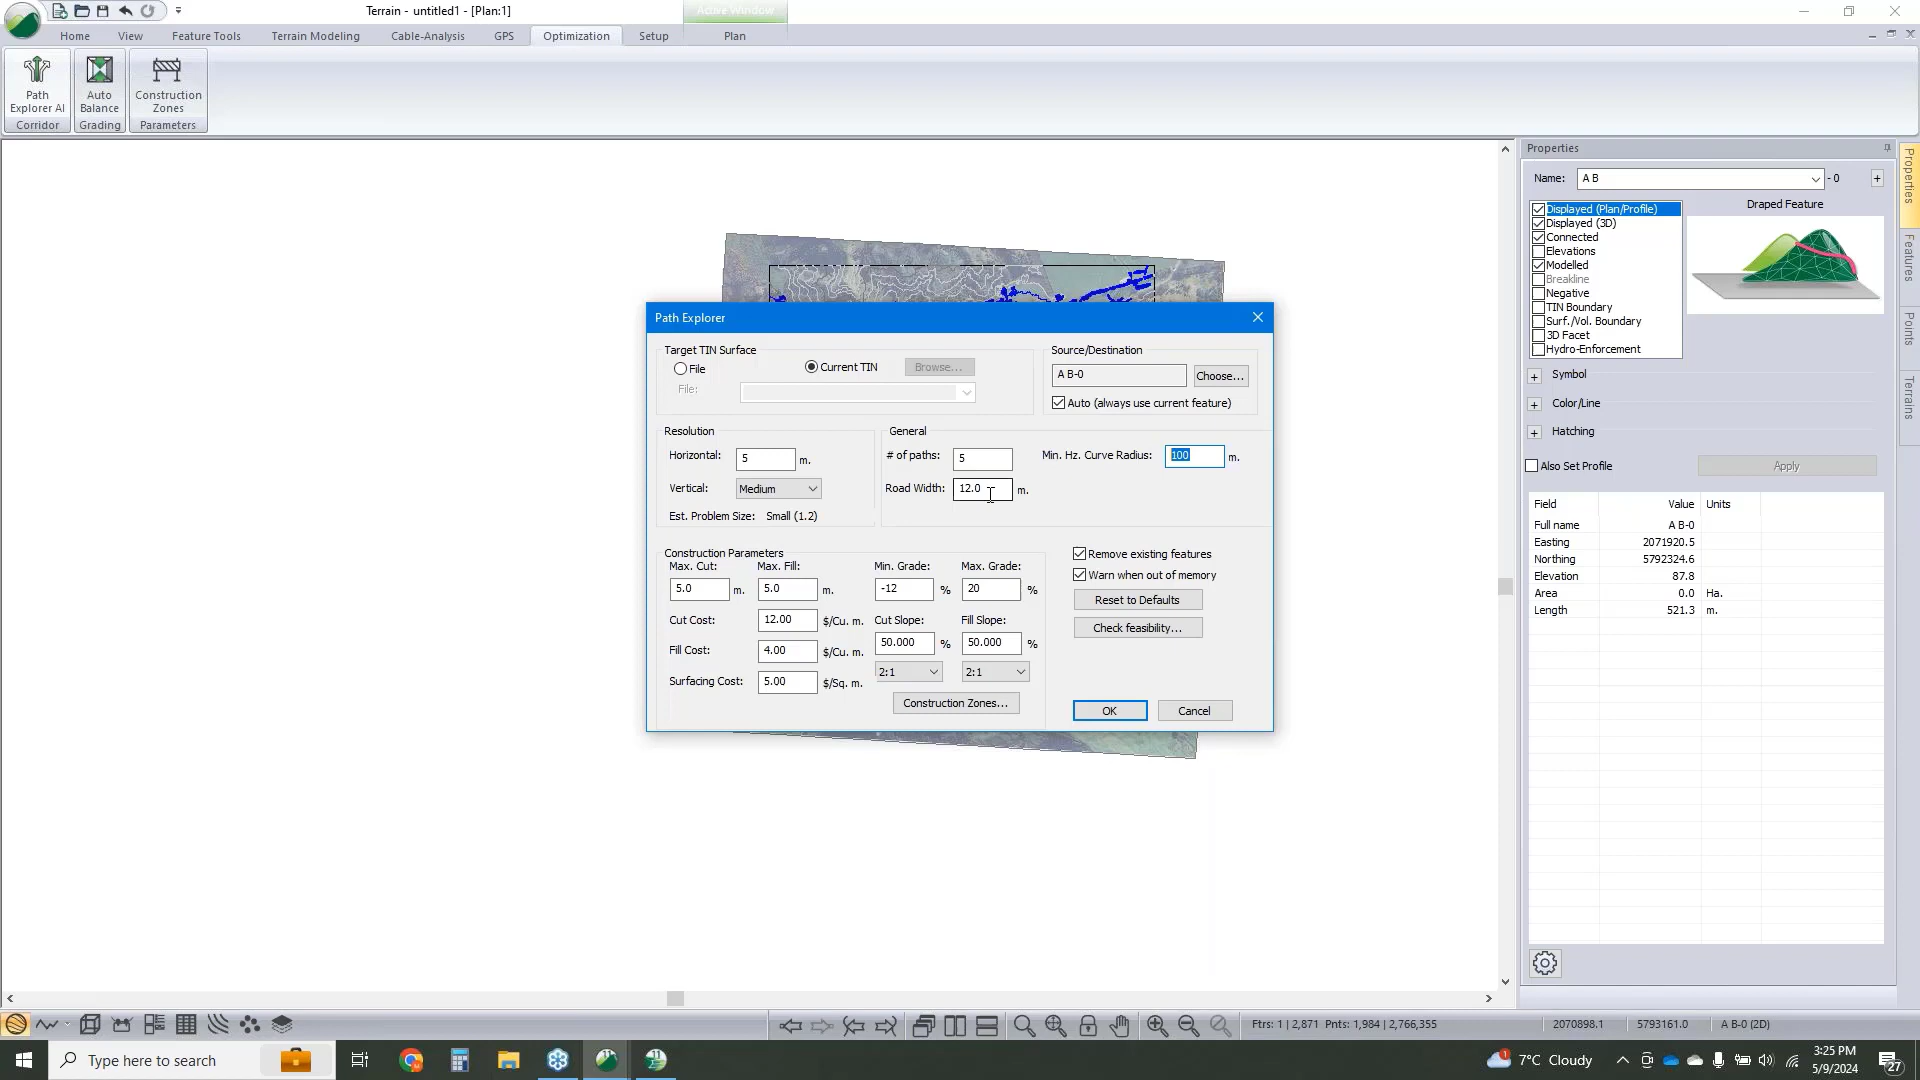 Terrain - untitled1 - [Plan:1]
Active Window
Home
View
Feature Tools
Terrain Modeling
Cable-Analysis
GPS
Optimization
Setup
Plan
Path
Explorer AI
Corridor
Auto
Balance
Grading
Construction
Zones
Parameters
Path Explorer
Target TIN Surface
File
Current TIN
Browse...
File:
Source/Destination
A B-0
Choose...
Auto (always use current feature)
Resolution
Horizontal:
5
m.
Vertical:
Medium
Est. Problem Size: Small (1.2)
General
# of paths:
5
Min. Hz. Curve Radius:
100
m.
Road Width:
12.0
m.
Construction Parameters
Max. Cut:
Max. Fill:
Min. Grade:
Max. Grade:
5.0
m.
5.0
m.
-12
%
20
%
Cut Cost:
12.00
$/Cu. m.
Cut Slope:
Fill Slope:
50.000
%
50.000
%
Fill Cost:
4.00
$/Cu. m.
2:1
2:1
Surfacing Cost:
5.00
$/Sq. m.
Construction Zones...
Remove existing features
Warn when out of memory
Reset to Defaults
Check feasibility...
OK
Cancel
Properties
Name:
A B
- 0
+
Displayed (Plan/Profile)
Displayed (3D)
Connected
Elevations
Modelled
Breakline
Negative
TIN Boundary
Surf./Vol. Boundary
3D Facet
Hydro-Enforcement
Draped Feature
+ Symbol
+ Color/Line
+ Hatching
Also Set Profile
Apply
Field Value Units
Full name A B-0
Easting 2071920.5
Northing 5792324.6
Elevation 87.8
Area 0.0 Ha.
Length 521.3 m.
Properties
Features
Points
Terrains
Ftrs: 1 | 2,871 Pnts: 1,984 | 2,766,355
2070898.1
5793161.0
A B-0 (2D)
Type here to search
7°C Cloudy
3:25 PM
5/9/2024
27